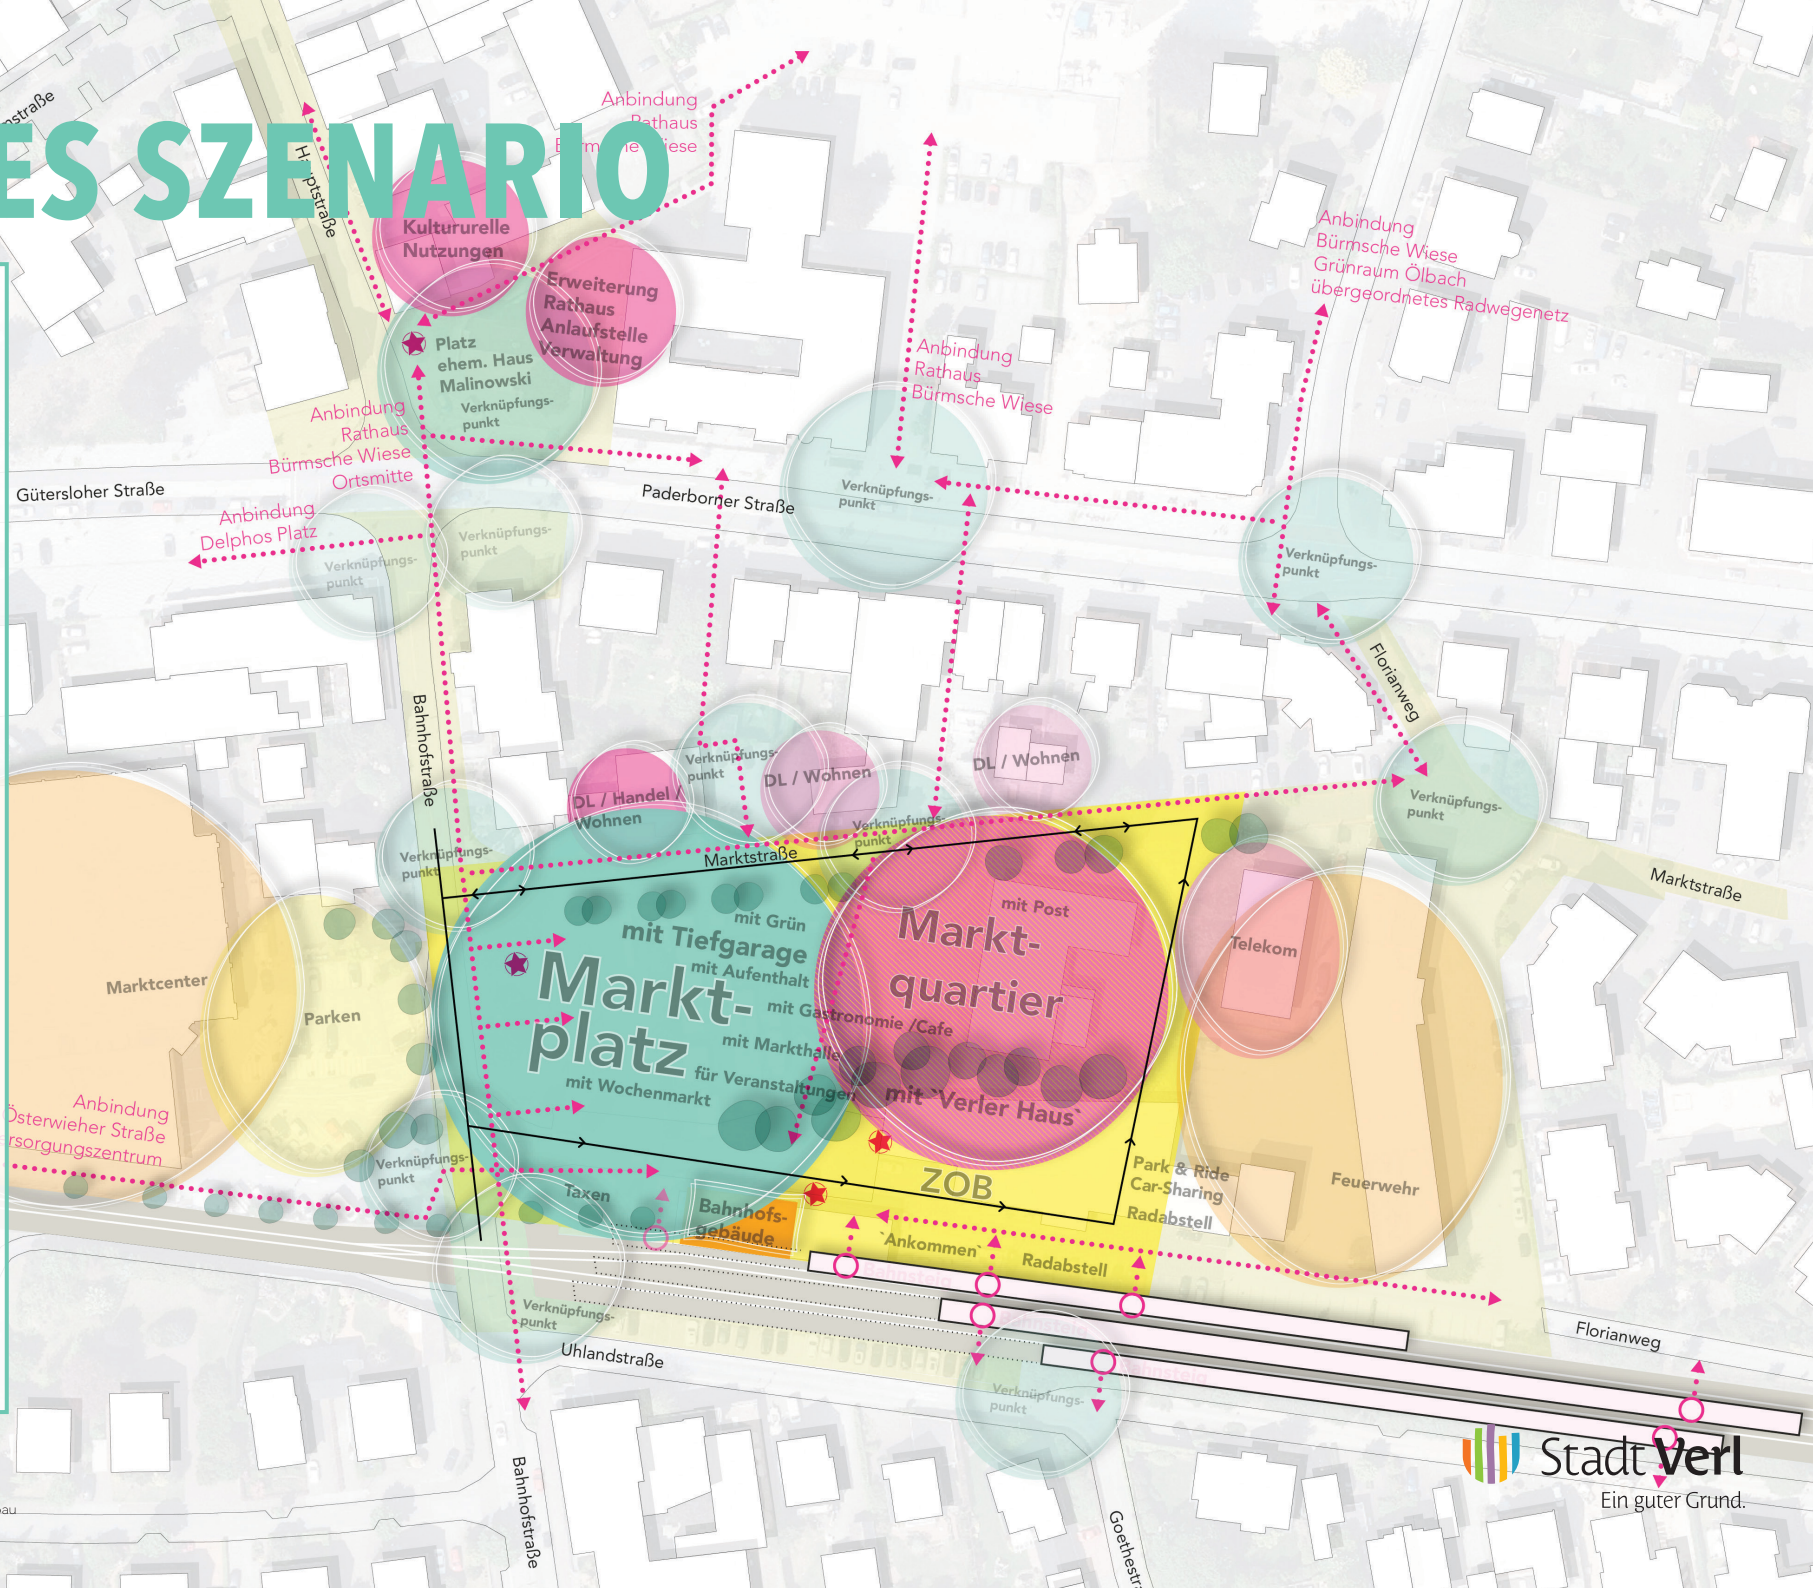 ES SZENARIO
Anbindung
Rathaus
Bürmsche Wiese
Hauptstraße
Kultururelle
Nutzungen
Erweiterung
Rathaus
Anlaufstelle
Verwaltung
Platz
ehem. Haus
Malinowski
Verknüpfungs-
punkt
Anbindung
Bürmsche Wiese
Grünraum Ölbach
übergeordnetes Radwegenetz
Anbindung
Rathaus
Bürmsche Wiese
Anbindung
Rathaus
Bürmsche Wiese
Ortsmitte
Gütersloher Straße
Paderborner Straße
Verknüpfungs-
punkt
Anbindung
Delphos Platz
Verknüpfungs-
punkt
Verknüpfungs-
punkt
Verknüpfungs-
punkt
Florianweg
Bahnhofstraße
Verknüpfungs-
punkt
DL / Wohnen
DL / Wohnen
DL / Handel /
Wohnen
Verknüpfungs-
punkt
Verknüpfungs-
punkt
Verknüpfungs-
punkt
Marktstraße
Marktstraße
mit Grün
mit Tiefgarage
mit Aufenthalt
Markt-
platz
mit Gastronomie /Cafe
mit Markthalle
für Veranstaltungen
mit Wochenmarkt
mit Post
Markt-
quartier
mit `Verler Haus`
Telekom
Marktcenter
Parken
Anbindung
Österwieher Straße
rsorgungszentrum
Verknüpfungs-
punkt
Taxen
Bahnhofs-
gebäude
ZOB
Park & Ride
Car-Sharing
Radabstell
Feuerwehr
`Ankommen`
Radabstell
Bahnsteig
Bahnsteig
Bahnsteig
Verknüpfungs-
punkt
Uhlandstraße
Verknüpfungs-
punkt
Florianweg
Bahnhofstraße
Stadt Verl
Ein guter Grund.